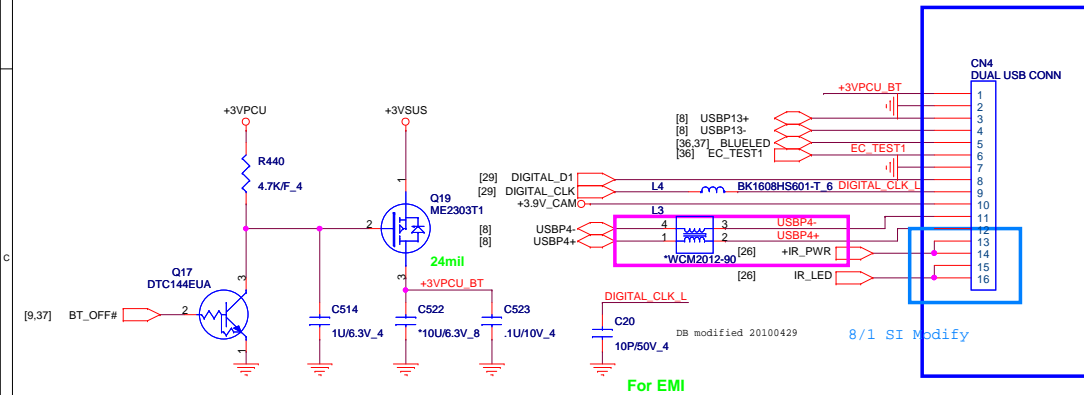 CN4
DUAL USB CONN
+3VPCU_BT
1
2
[8] USBP13+
3
[8] USBP13-
4
[36,37] BLUELED
5
[36] EC_TEST1
EC_TEST1
6
7
[29] DIGITAL_D1
8
[29] DIGITAL_CLK
L4
BK1608HS601-T_6
DIGITAL_CLK_L
9
+3.9V_CAM
10
L3
11
[8] USBP4-
4
3
USBP4-
12
[8] USBP4+
1
2
USBP4+
13
*WCM2012-90
[26] +IR_PWR
14
15
[26] IR_LED
16
+3VPCU
+3VSUS
R440
4.7K/F_4
1
Q19
ME2303T1
2
3
24mil
+3VPCU_BT
Q17
DTC144EUA
3
[9,37] BT_OFF#
2
1
C514
1U/6.3V_4
C522
*10U/6.3V_8
C523
.1U/10V_4
DIGITAL_CLK_L
C20
10P/50V_4
DB modified 20100429
8/1 SI Modify
For EMI
C